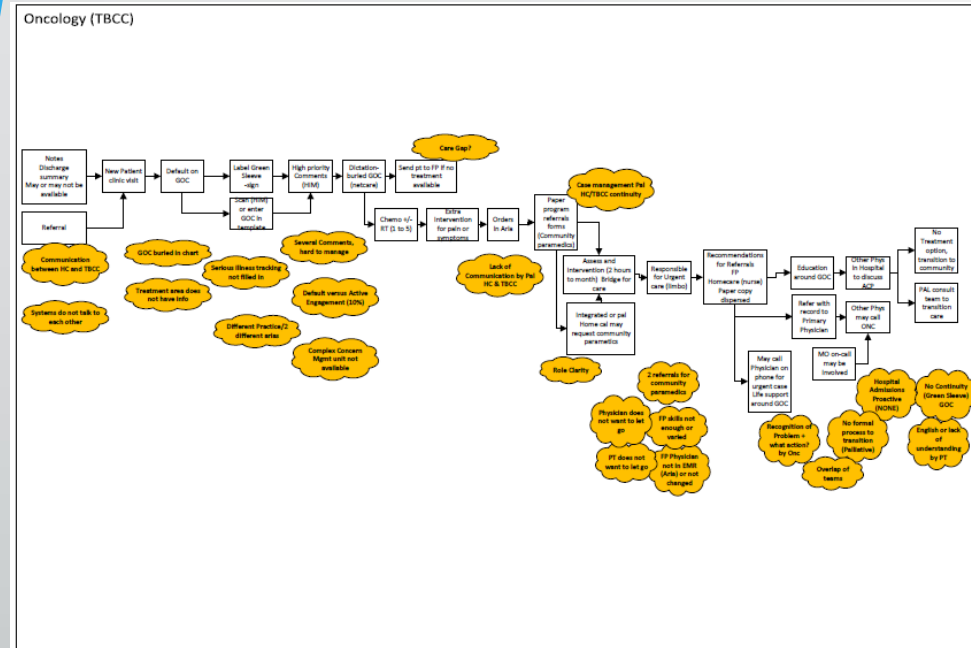 Oncology (TBCC)
Notes
Discharge
summary
May or may not be
available
New Patient
clinic visit
Default on
GOC
Label Green
Sleeve
-sign
High priority
Comments
(HIM)
Dictation-
buried GOC
(netcare)
Send pt to FP if no
treatment
available
Care Gap?
Referral
Scan (HIM)
or enter
GOC in
template
Chemo +/-
RT (1 to 5)
Extra
intervention
for pain or
symptoms
Orders
in Aria
Paper
program
referrals
forms
(Community
paramedics)
Case management Pal
HC/TBCC continuity
Communication
between HC and TBCC
GOC buried in chart
Serious illness tracking
not filled in
Several Comments,
hard to manage
Lack of
Communication by Pal
HC & TBCC
Systems do not talk to
each other
Treatment area does
not have info
Default versus Active
Engagement (10%)
Different Practice/2
different arias
Complex Concern
Mgmt unit not
available
Assess and
intervention (2 hours
to month) Bridge for
care
Responsible
for Urgent
care (limbo)
Recommendations
for Referrals
FP
Homecare (nurse)
Paper copy
dispersed
Education
around GOC
Other Phys
in Hospital
to discuss
ACP
No
Treatment
option,
transition to
community
PAL consult
team to
transition
care
Integrated or pal
Home cal may
request community
parametics
Refer with
record to
Primary
Physician
Other Phys
may call
ONC
MO on-call
may be
involved
May call
Physician on
phone for
urgent case
Life support
around GOC
Role Clarity
2 referrals for
community
paramedics
Physician does
not want to let
go
FP skills not
enough or
varied
PT does not
want to let go
FP Physician
not in EMR
(Aria) or not
changed
Hospital
Admissions
Proactive
(NONE)
No Continuity
(Green Sleeve)
GOC
Recognition of
Problem +
what action?
by Onc
No formal
process to
transition
(Palliative)
English or lack
of
understanding
by PT
Overlap of
teams